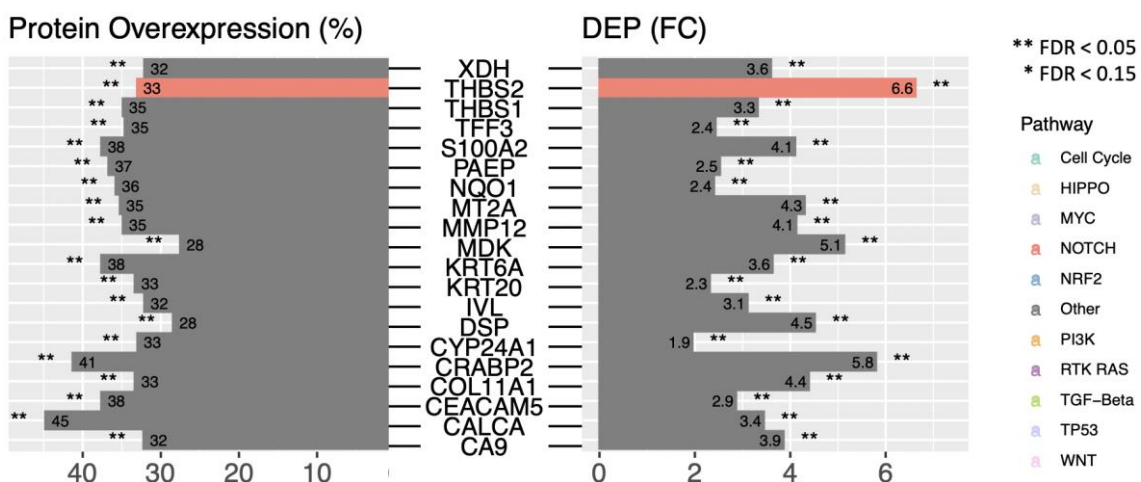 Protein Overexpression (%)
DEP (FC)
** FDR < 0.05
* FDR < 0.15
** 32 XDH 3.6 **
** 33 THBS2 6.6 **
** 35 THBS1 3.3 **
** 35 TFF3 2.4 **
** 38 S100A2 4.1 **
** 37 PAEP 2.5 **
** 36 NQO1 2.4 **
** 35 MT2A 4.3 **
** 35 MMP12 4.1 **
** 28 MDK 5.1 **
** 38 KRT6A 3.6 **
** 33 KRT20 2.3 **
** 32 IVL 3.1 **
** 28 DSP 4.5 **
** 33 CYP24A1 1.9 **
** 41 CRABP2 5.8 **
** 33 COL11A1 4.4 **
** 38 CEACAM5 2.9 **
** 45 CALCA 3.4 **
** 32 CA9 3.9 **
40 30 20 10
0 2 4 6
Pathway
a Cell Cycle
a HIPPO
a MYC
a NOTCH
a NRF2
a Other
a PI3K
a RTK RAS
a TGF−Beta
a TP53
a WNT